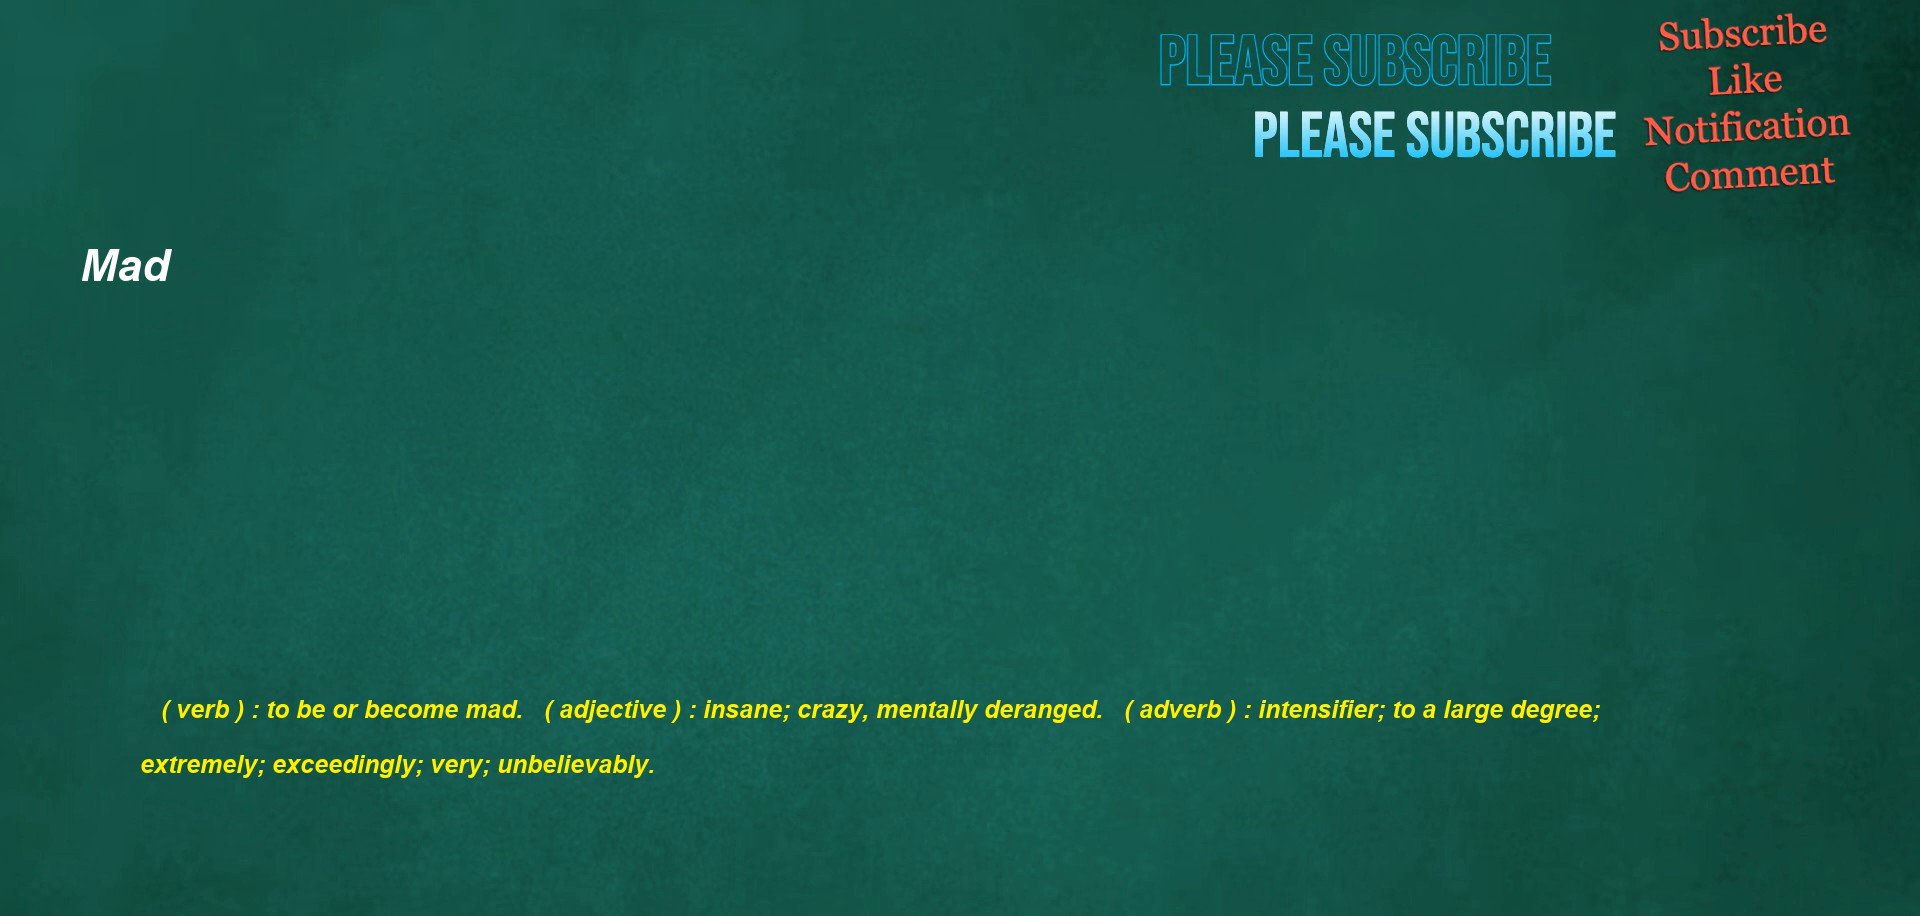 PLEASE SUBSCRIBE
PLEASE SUBSCRIBE
Subscribe
Like
Notification
Comment
Mad
( verb ) : to be or become mad. ( adjective ) : insane; crazy, mentally deranged. ( adverb ) : intensifier; to a large degree;
extremely; exceedingly; very; unbelievably.